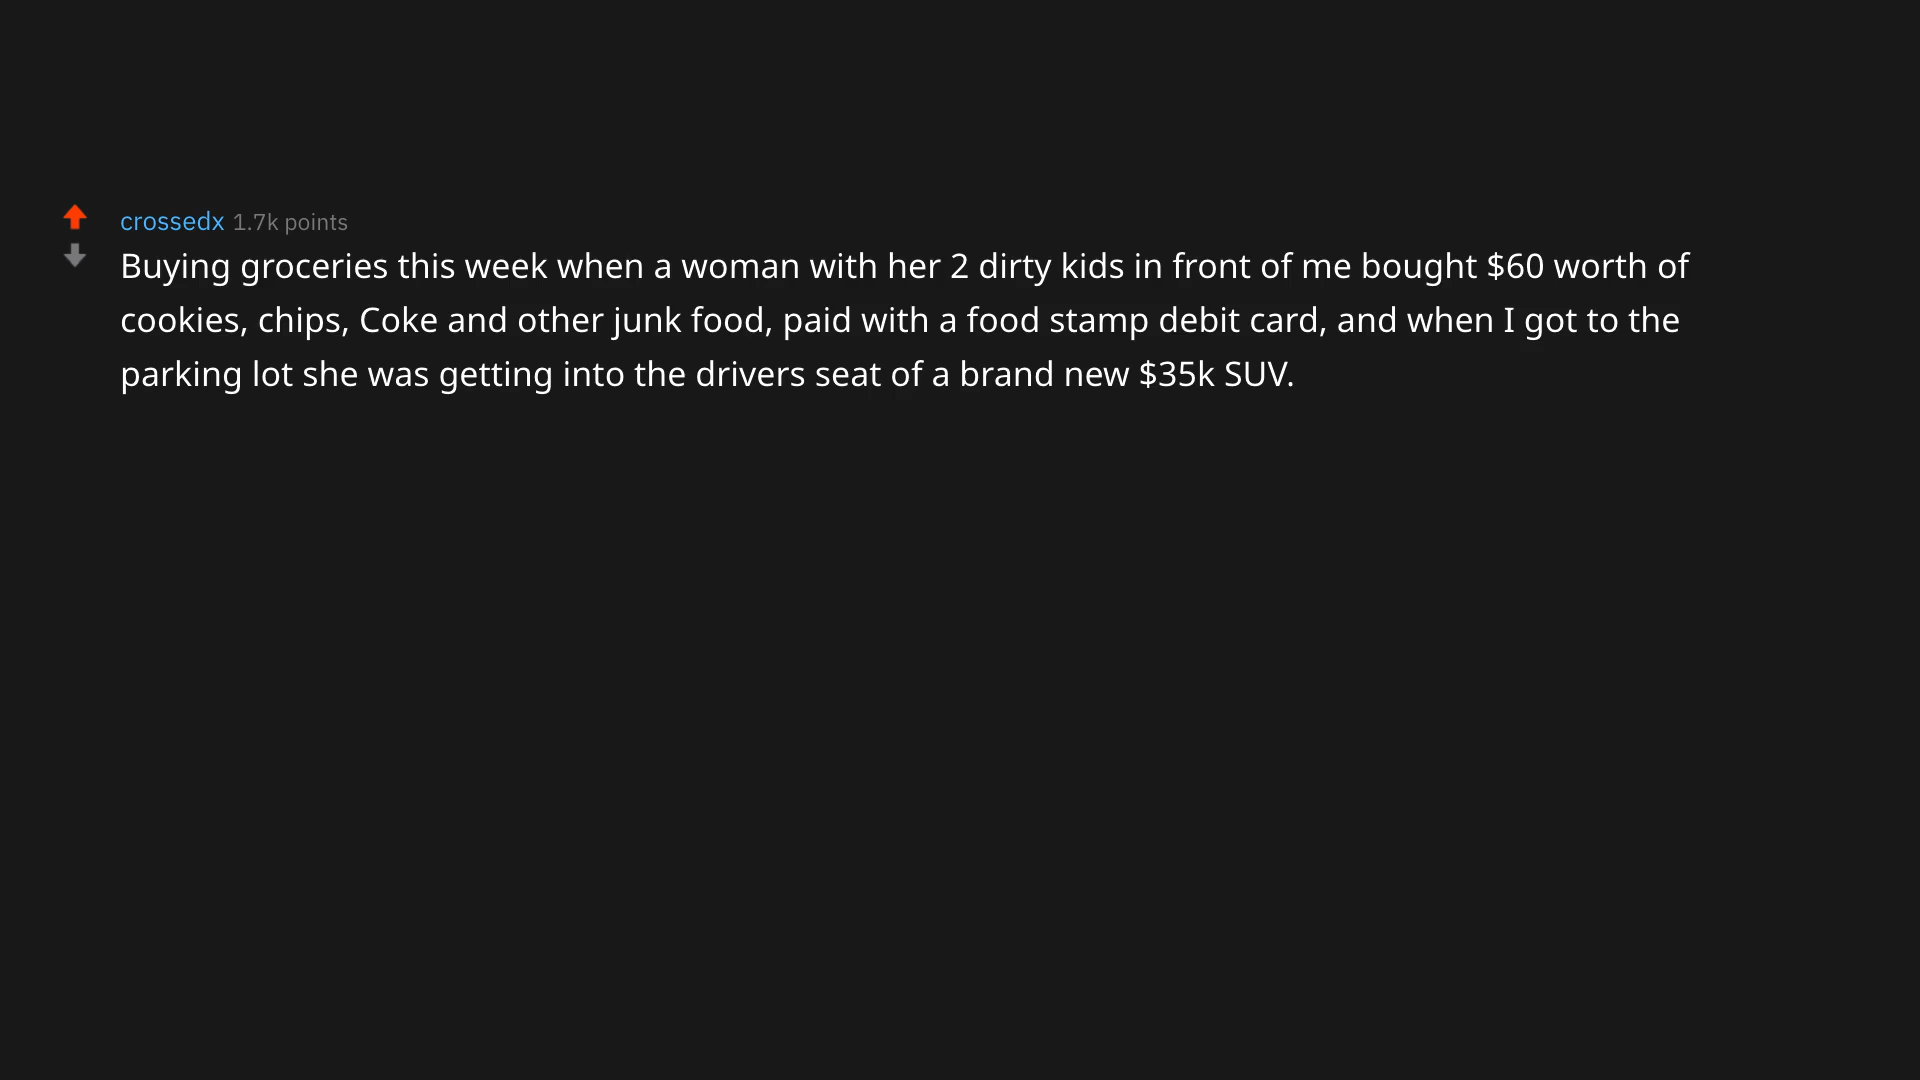 crossedx 1.7k points
Buying groceries this week when a woman with her 2 dirty kids in front of me bought $60 worth of
cookies, chips, Coke and other junk food, paid with a food stamp debit card, and when I got to the
parking lot she was getting into the drivers seat of a brand new $35k SUV.